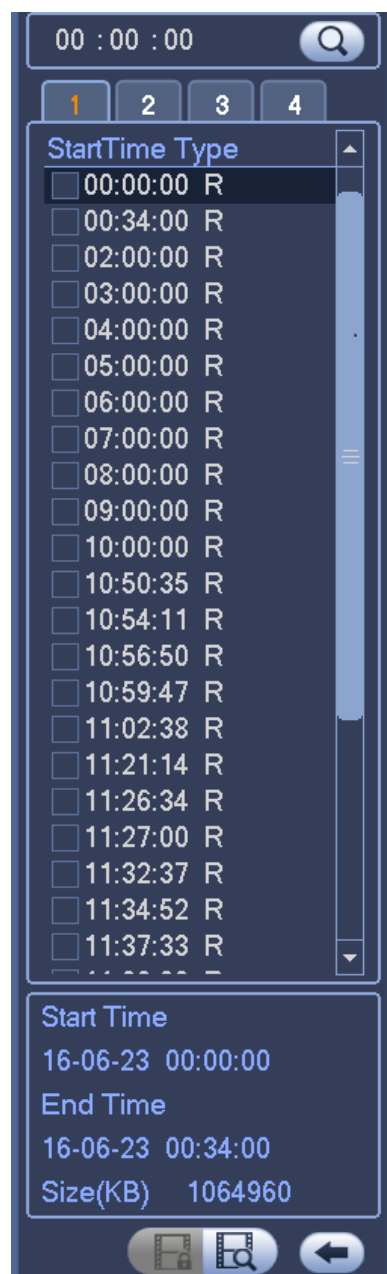 00 :00 :00
1 2 3 4
StartTime Type
00:00:00 R
00:34:00 R
02:00:00 R
03:00:00 R
04:00:00 R
05:00:00 R
06:00:00 R
07:00:00 R
08:00:00 R
09:00:00 R
10:00:00 R
10:50:35 R
10:54:11 R
10:56:50 R
10:59:47 R
11:02:38 R
11:21:14 R
11:26:34 R
11:27:00 R
11:32:37 R
11:34:52 R
11:37:33 R
Start Time
16-06-23 00:00:00
End Time
16-06-23 00:34:00
Size(KB) 1064960